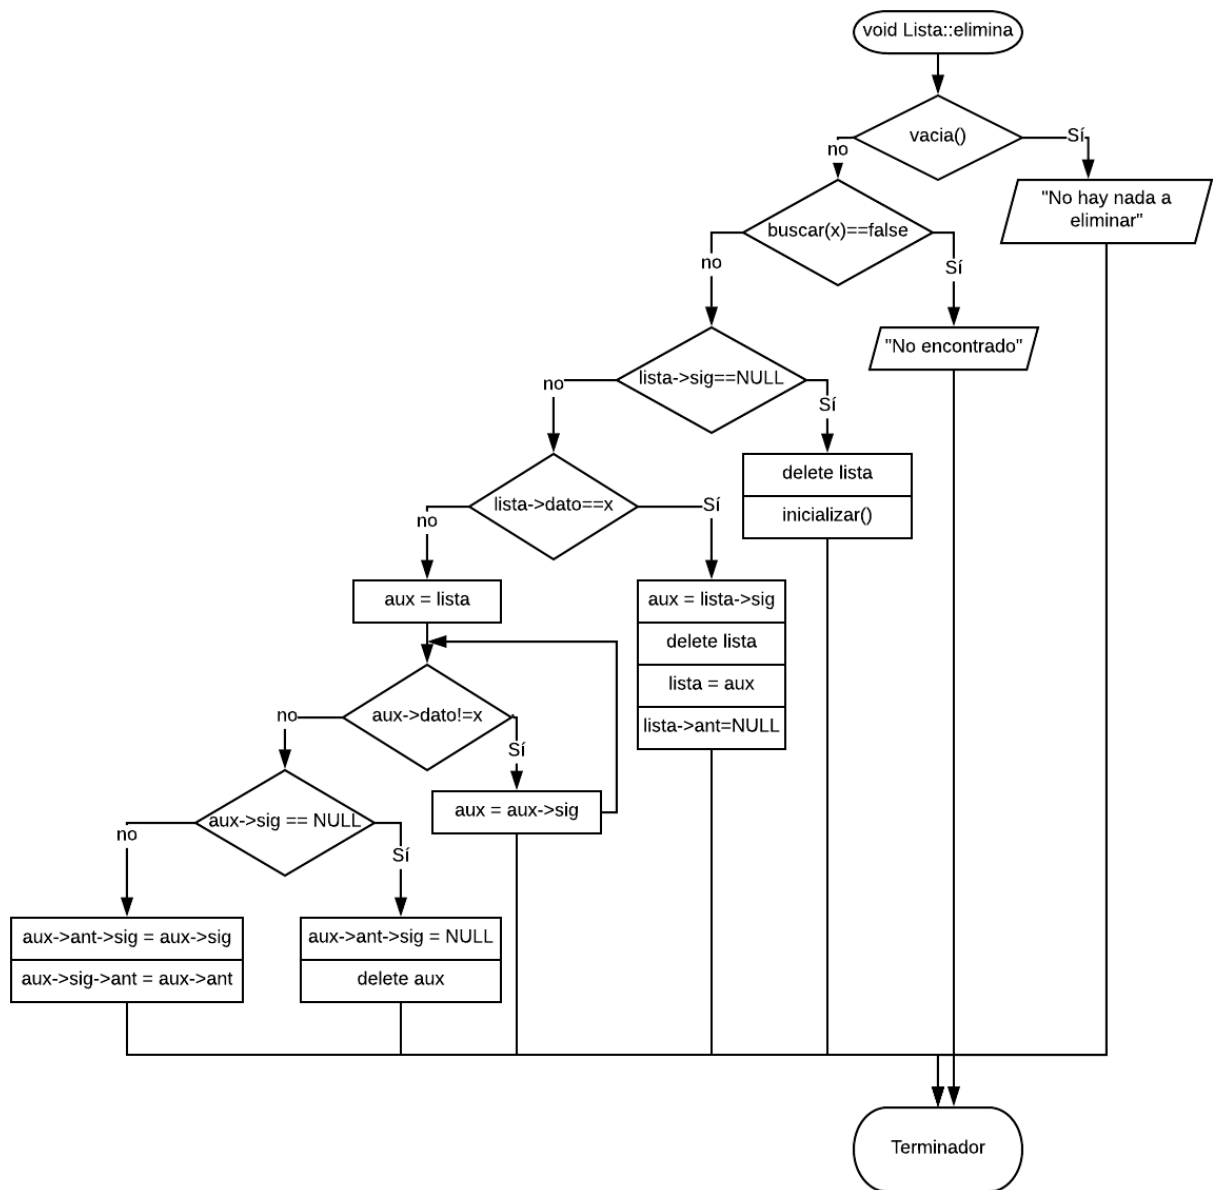 void Lista::elimina
vacia()
no
Sí
"No hay nada a
eliminar"
buscar(x)==false
no
Sí
"No encontrado"
lista->sig==NULL
no
Sí
delete lista
inicializar()
lista->dato==x
no
Sí
aux = lista
aux = lista->sig
delete lista
lista = aux
lista->ant=NULL
aux->dato!=x
no
Sí
aux = aux->sig
aux->sig == NULL
no
Sí
aux->ant->sig = aux->sig
aux->sig->ant = aux->ant
aux->ant->sig = NULL
delete aux
Terminador